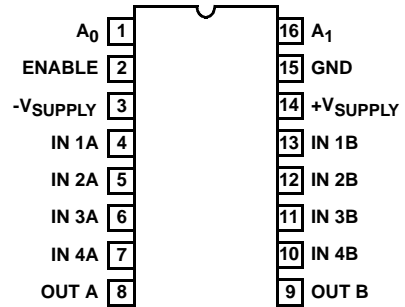 A0 1 16 A1
ENABLE 2 15 GND
-VSUPPLY 3 14 +VSUPPLY
IN 1A 4 13 IN 1B
IN 2A 5 12 IN 2B
IN 3A 6 11 IN 3B
IN 4A 7 10 IN 4B
OUT A 8 9 OUT B